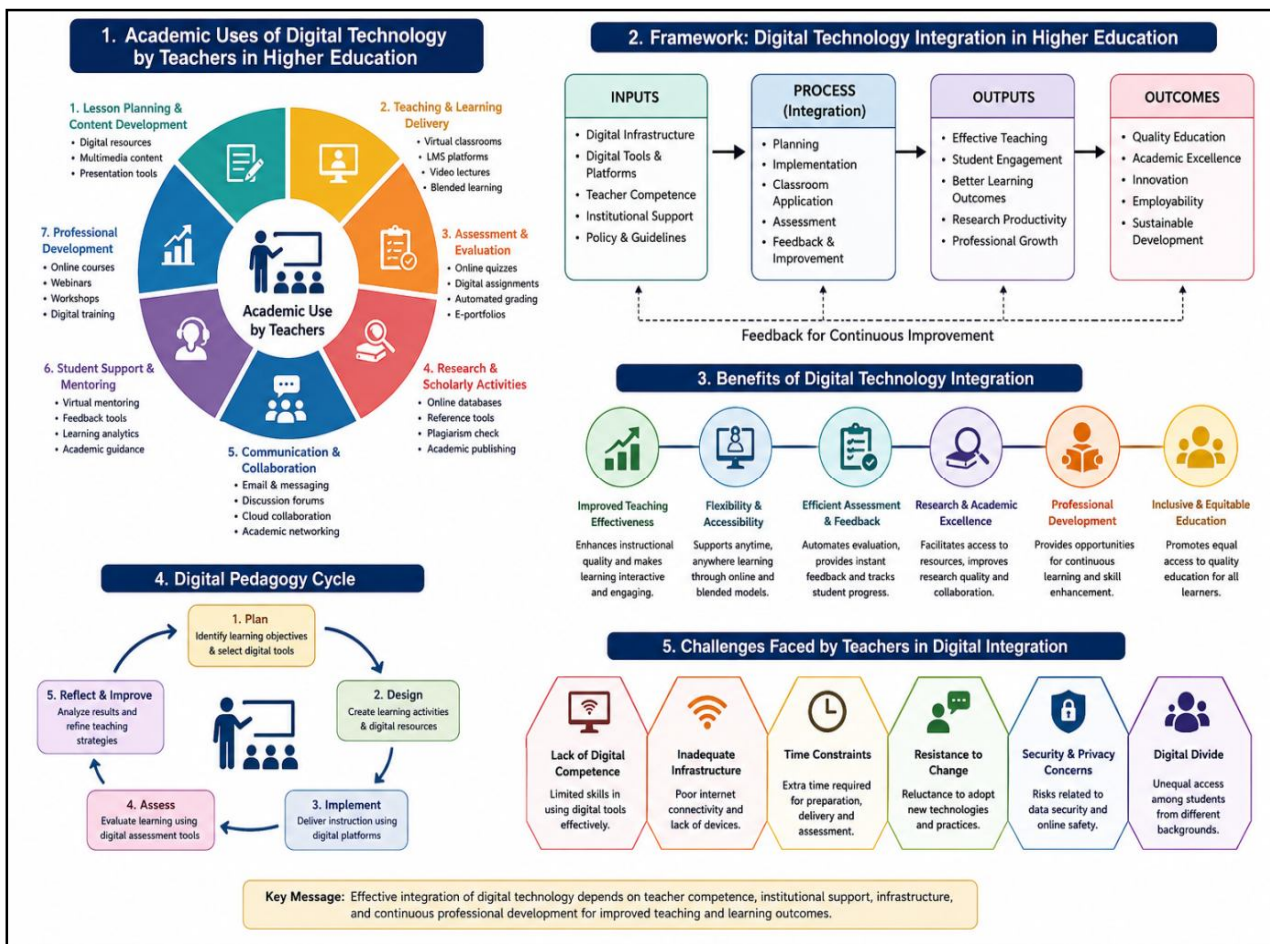 1. Academic Uses of Digital Technology
by Teachers in Higher Education
1. Lesson Planning &
Content Development
• Digital resources
• Multimedia content
• Presentation tools
2. Teaching & Learning
Delivery
• Virtual classrooms
• LMS platforms
• Video lectures
• Blended learning
3. Assessment &
Evaluation
• Online quizzes
• Digital assignments
• Automated grading
• E-portfolios
4. Research &
Scholarly Activities
• Online databases
• Reference tools
• Plagiarism check
• Academic publishing
5. Communication &
Collaboration
• Email & messaging
• Discussion forums
• Cloud collaboration
• Academic networking
6. Student Support &
Mentoring
• Virtual mentoring
• Feedback tools
• Learning analytics
• Academic guidance
7. Professional
Development
• Online courses
• Webinars
• Workshops
• Digital training
Academic Use
by Teachers
2. Framework: Digital Technology Integration in Higher Education
INPUTS
• Digital Infrastructure
• Digital Tools &
Platforms
• Teacher Competence
• Institutional Support
• Policy & Guidelines
PROCESS
(Integration)
• Planning
• Implementation
• Classroom
Application
• Assessment
• Feedback &
Improvement
OUTPUTS
• Effective Teaching
• Student Engagement
• Better Learning
Outcomes
• Research Productivity
• Professional Growth
OUTCOMES
• Quality Education
• Academic Excellence
• Innovation
• Employability
• Sustainable
Development
Feedback for Continuous Improvement
3. Benefits of Digital Technology Integration
Improved Teaching
Effectiveness
Enhances instructional
quality and makes
learning interactive
and engaging.
Flexibility &
Accessibility
Supports anytime,
anywhere learning
through online and
blended models.
Efficient Assessment
& Feedback
Automates evaluation,
provides instant
feedback and tracks
student progress.
Research & Academic
Excellence
Facilitates access to
resources, improves
research quality and
collaboration.
Professional
Development
Provides opportunities
for continuous
learning and skill
enhancement.
Inclusive & Equitable
Education
Promotes equal
access to quality
education for all
learners.
4. Digital Pedagogy Cycle
1. Plan
Identify learning objectives
& select digital tools
2. Design
Create learning activities
& digital resources
3. Implement
Deliver instruction using
digital platforms
4. Assess
Evaluate learning using
digital assessment tools
5. Reflect & Improve
Analyze results and
refine teaching
strategies
5. Challenges Faced by Teachers in Digital Integration
Lack of Digital
Competence
Limited skills in
using digital tools
effectively.
Inadequate
Infrastructure
Poor internet
connectivity and
lack of devices.
Time Constraints
Extra time required
for preparation,
delivery and
assessment.
Resistance to
Change
Reluctance to adopt
new technologies
and practices.
Security & Privacy
Concerns
Risks related to
data security and
online safety.
Digital Divide
Unequal access
among students
from different
backgrounds.
Key Message: Effective integration of digital technology depends on teacher competence, institutional support, infrastructure,
and continuous professional development for improved teaching and learning outcomes.